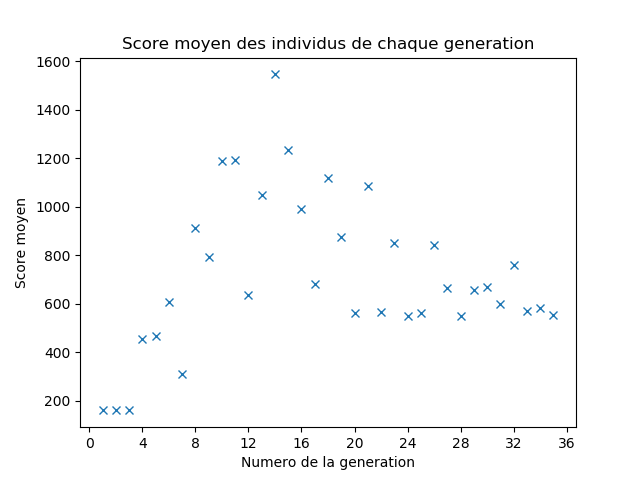 Score moyen des individus de chaque generation
1600
1400
1200
1000
800
600
400
200
Score moyen
0 4 8 12 16 20 24 28 32 36
Numero de la generation